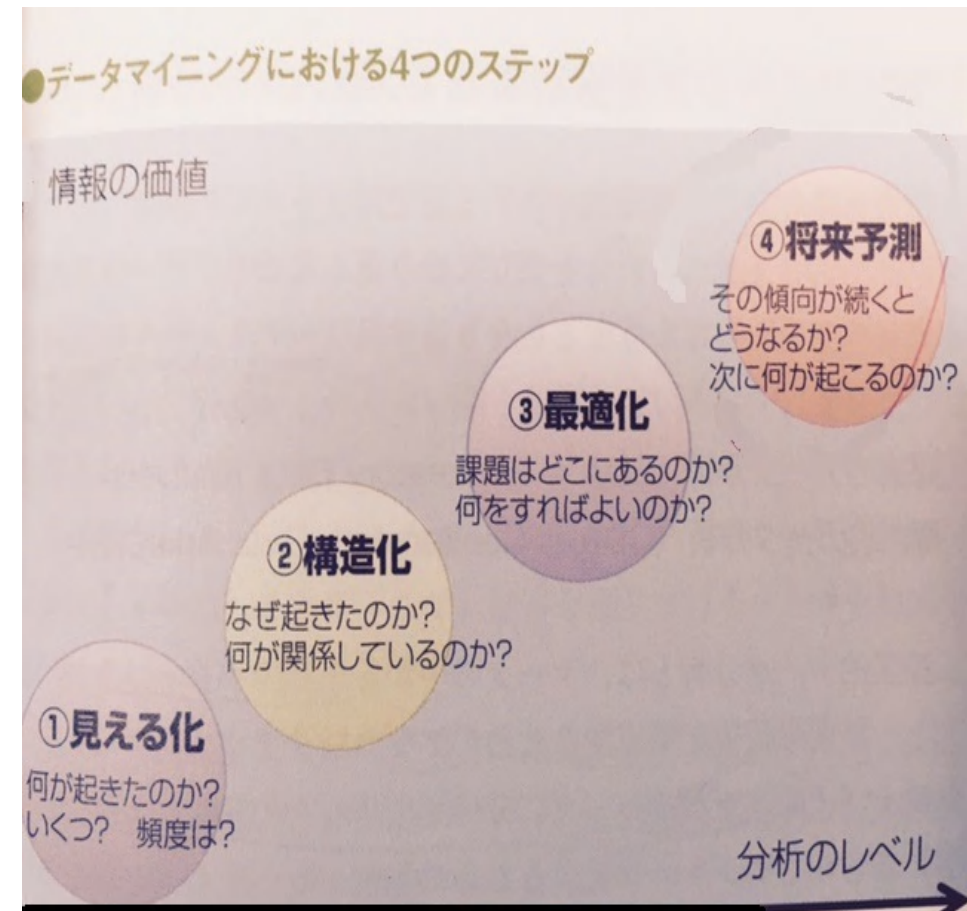 ●データマイニングにおける4つのステップ
情報の価値
④将来予測
その傾向が続くと
どうなるか?
次に何が起こるのか?
③最適化
課題はどこにあるのか?
何をすればよいのか?
②構造化
なぜ起きたのか?
何が関係しているのか?
①見える化
何が起きたのか?
いくつ? 頻度は?
分析のレベル